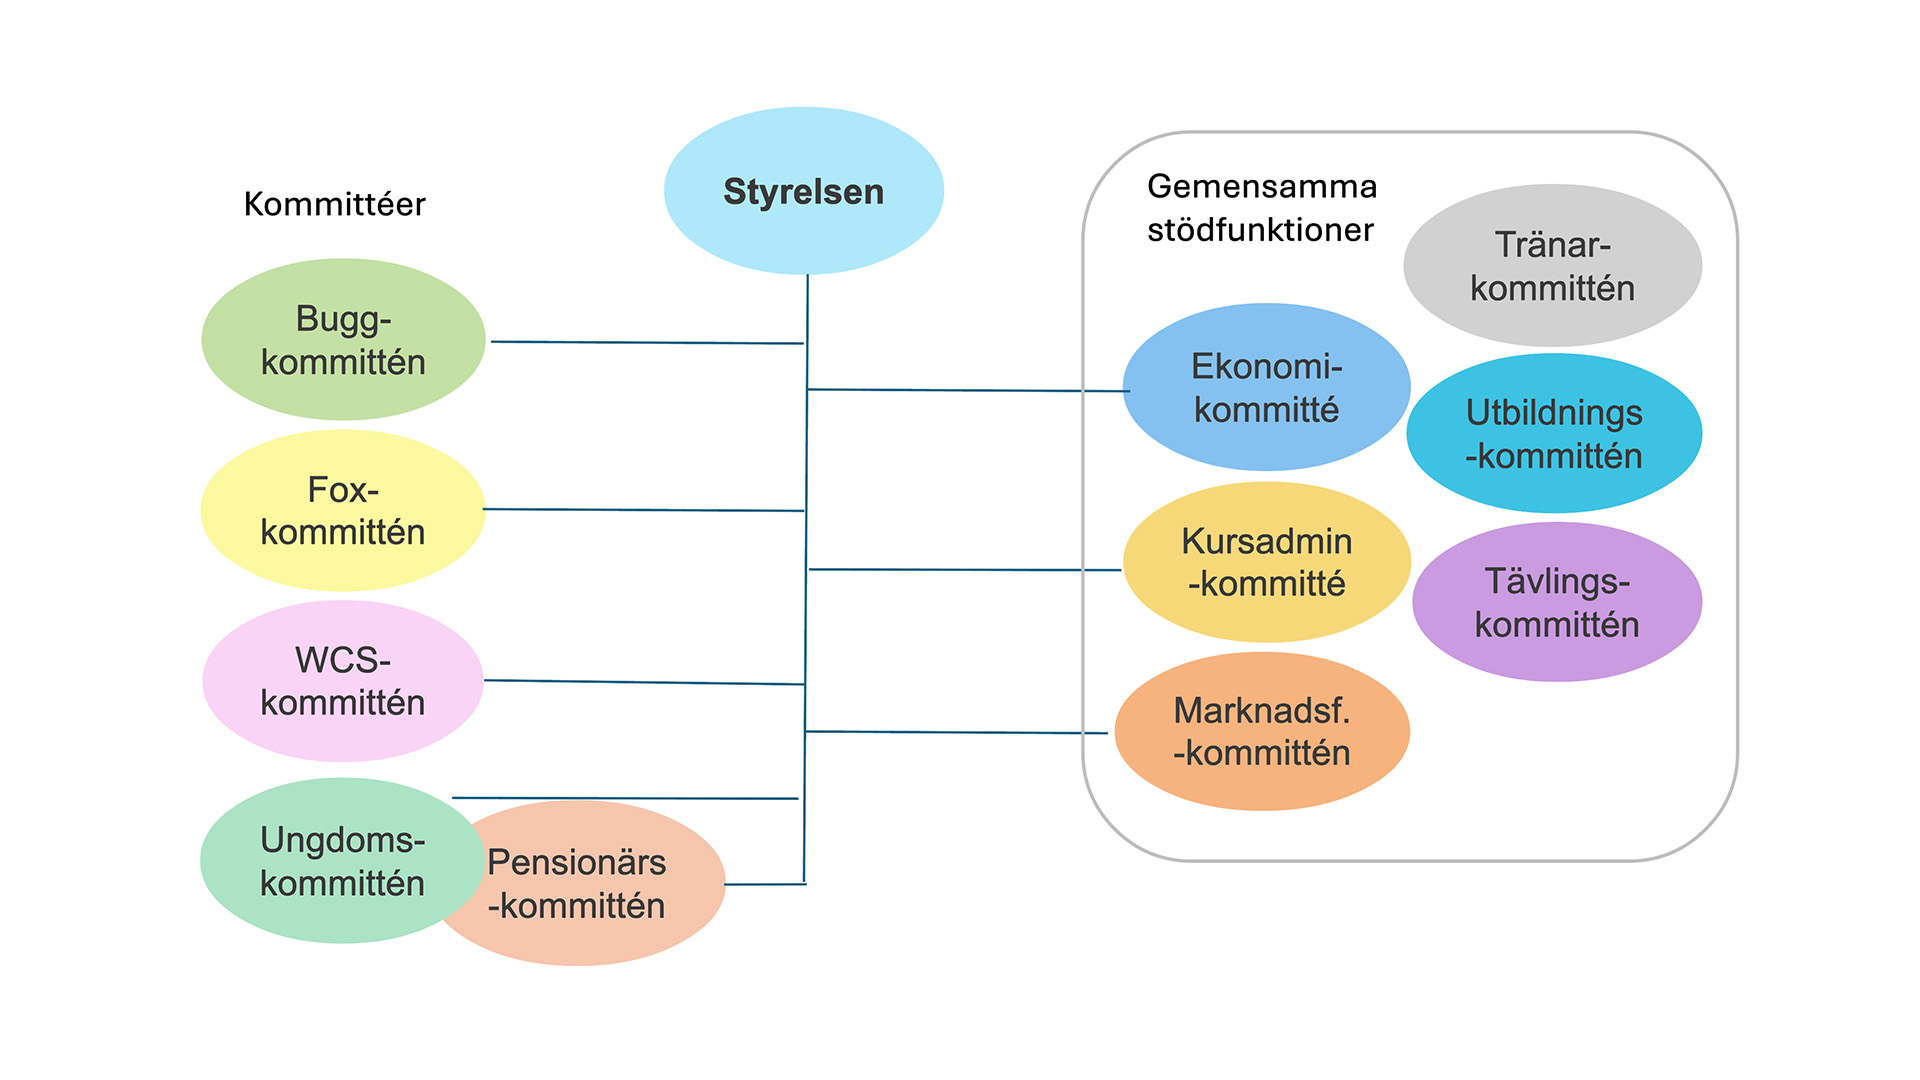 Styrelsen
Kommittéer
Bugg-
kommittén
Fox-
kommittén
WCS-
kommittén
Ungdoms-
kommittén
Pensionärs
-kommittén
Gemensamma
stödfunktioner
Ekonomi-
kommitté
Kursadmin
-kommitté
Marknadsf.
-kommittén
Tränar-
kommittén
Utbildnings
-kommittén
Tävlings-
kommittén